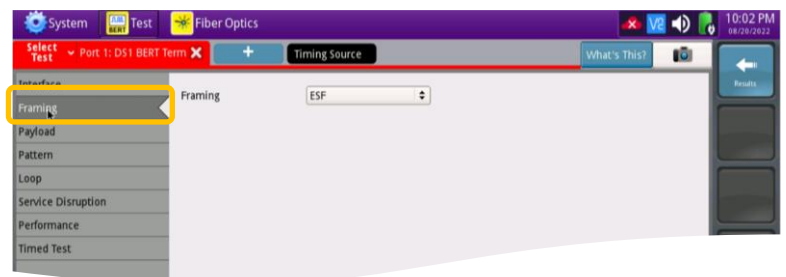 System Test Fiber Optics 10:02 PM
BERT V2 08/20/2022
Select Test Port 1: DS1 BERT Term + Timing Source What's This?
Results
Interface
Framing Framing ESF
Payload
Pattern
Loop
Service Disruption
Performance
Timed Test